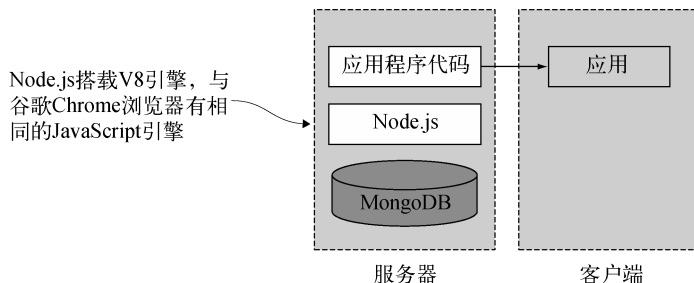 应用程序代码
应用
Node.js搭载V8引擎，与
谷歌Chrome浏览器有相
同的JavaScript引擎
Node.js
MongoDB
服务器
客户端